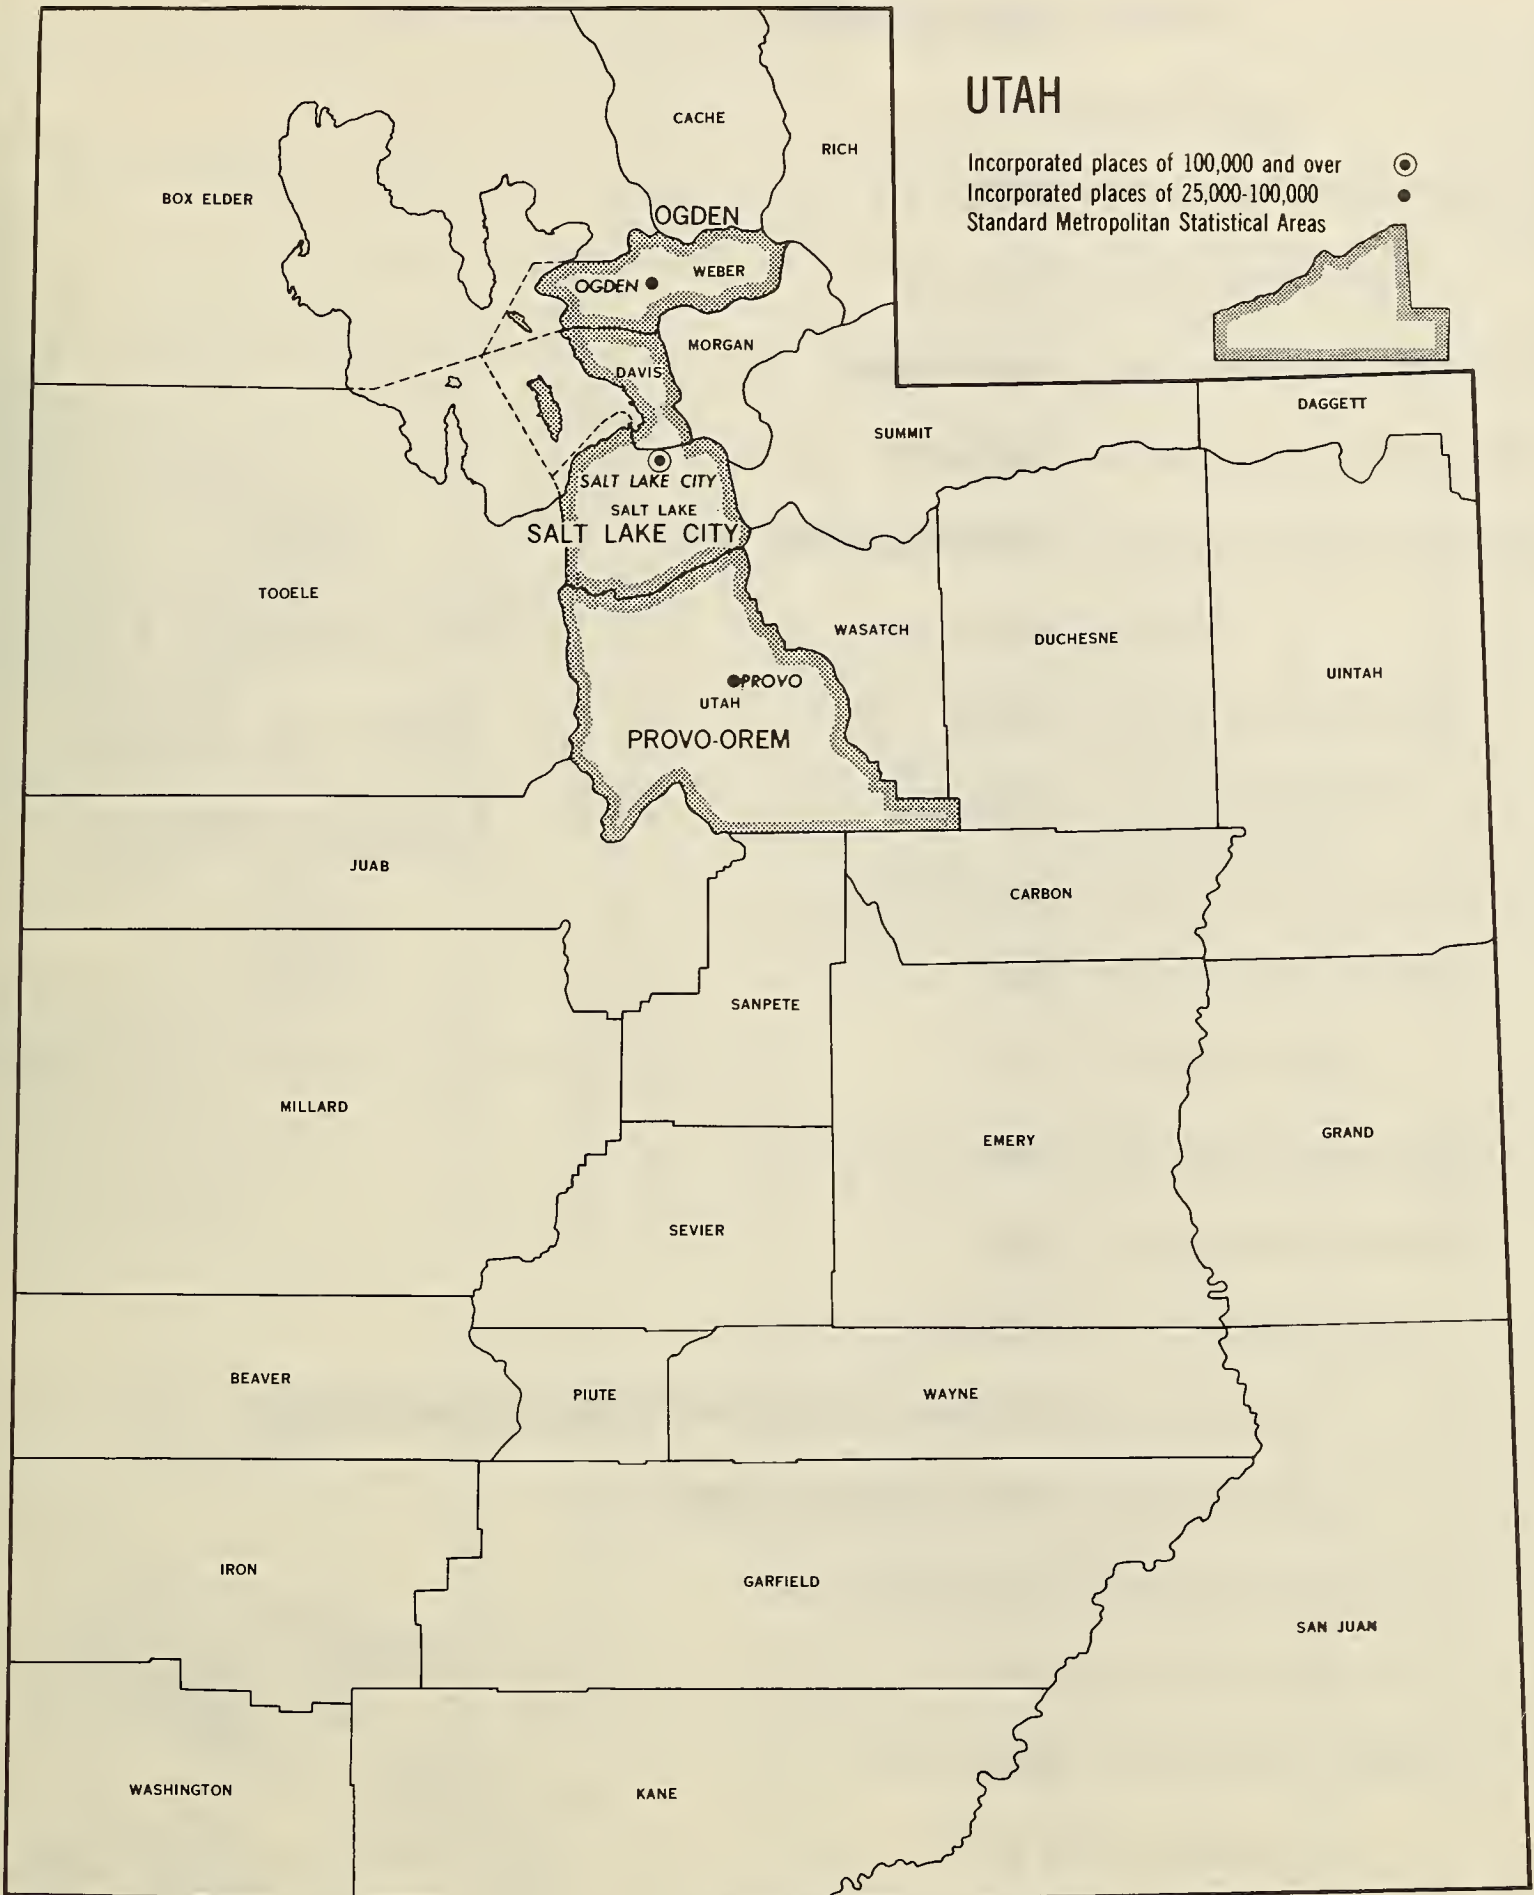 UTAH
Incorporated places of 100,000 and over
Incorporated places of 25,000-100,000
Standard Metropolitan Statistical Areas
CACHE
RICH
BOX ELDER
OGDEN
WEBER
OGDEN
MORGAN
DAVIS
DAGGETT
SUMMIT
SALT LAKE CITY
SALT LAKE
SALT LAKE CITY
TOOELE
WASATCH
DUCHESNE
UINTAH
PROVO
UTAH
PROVO-OREM
JUAB
CARBON
SANPETE
MILLARD
EMERY
GRAND
SEVIER
BEAVER
PIUTE
WAYNE
IRON
GARFIELD
SAN JUAN
WASHINGTON
KANE